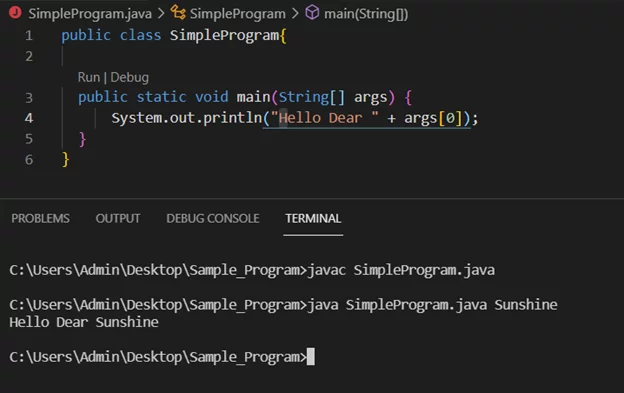 SimpleProgram.java > SimpleProgram > main(String[])
1 public class SimpleProgram{
2
Run | Debug
3 public static void main(String[] args) {
4 System.out.println("Hello Dear " + args[0]);
5 }
6 }
PROBLEMS OUTPUT DEBUG CONSOLE TERMINAL
C:\Users\Admin\Desktop\Sample_Program>javac SimpleProgram.java
C:\Users\Admin\Desktop\Sample_Program>java SimpleProgram.java Sunshine
Hello Dear Sunshine
C:\Users\Admin\Desktop\Sample_Program>